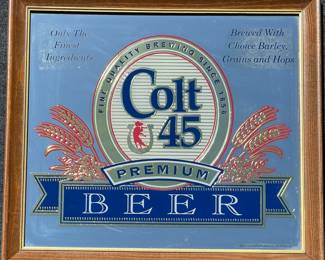 Only The
Finest
Ingredients
Brewed With
Choice Barley,
Grains and Hops
FINE QUALITY BREWING SINCE 1856
Colt
45
PREMIUM
BEER